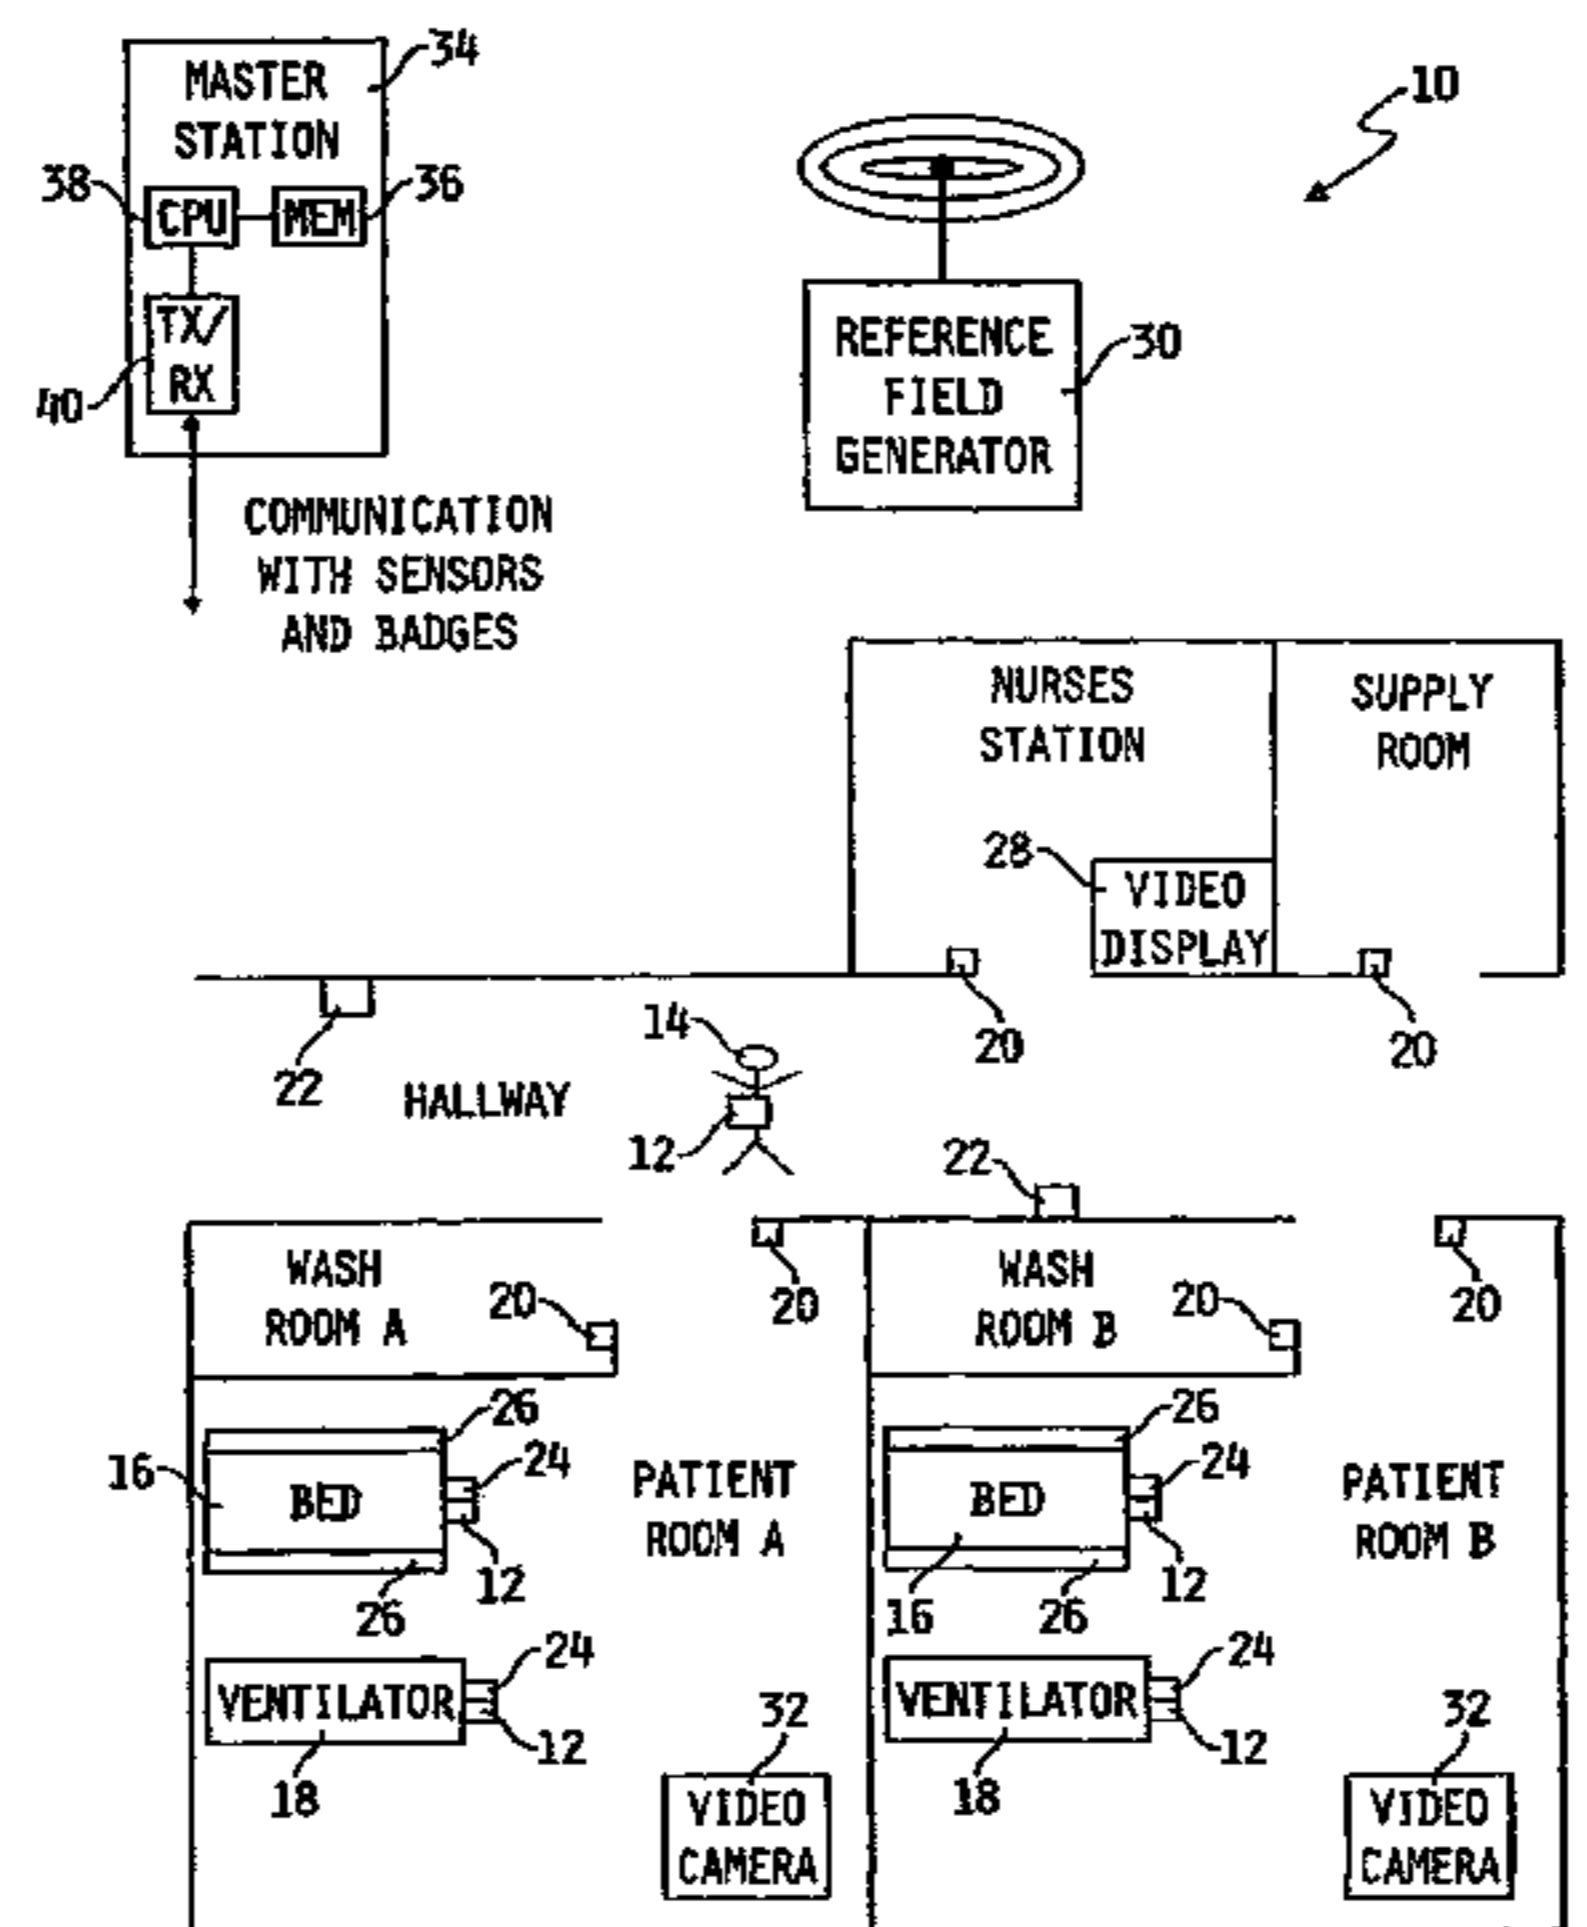 34
MASTER
STATION
38
CPU
MEM
36
TX/
RX
40
COMMUNICATION
WITH SENSORS
AND BADGES
10
REFERENCE
FIELD
GENERATOR
30
NURSES
STATION
SUPPLY
ROOM
28
VIDEO
DISPLAY
20
20
22
HALLWAY
14
12
22
WASH
ROOM A
20
20
WASH
ROOM B
20
20
26
16
BED
24
12
26
PATIENT
ROOM A
26
BED
24
12
16
26
PATIENT
ROOM B
VENTILATOR
24
12
18
32
VIDEO
CAMERA
VENTILATOR
24
12
18
32
VIDEO
CAMERA